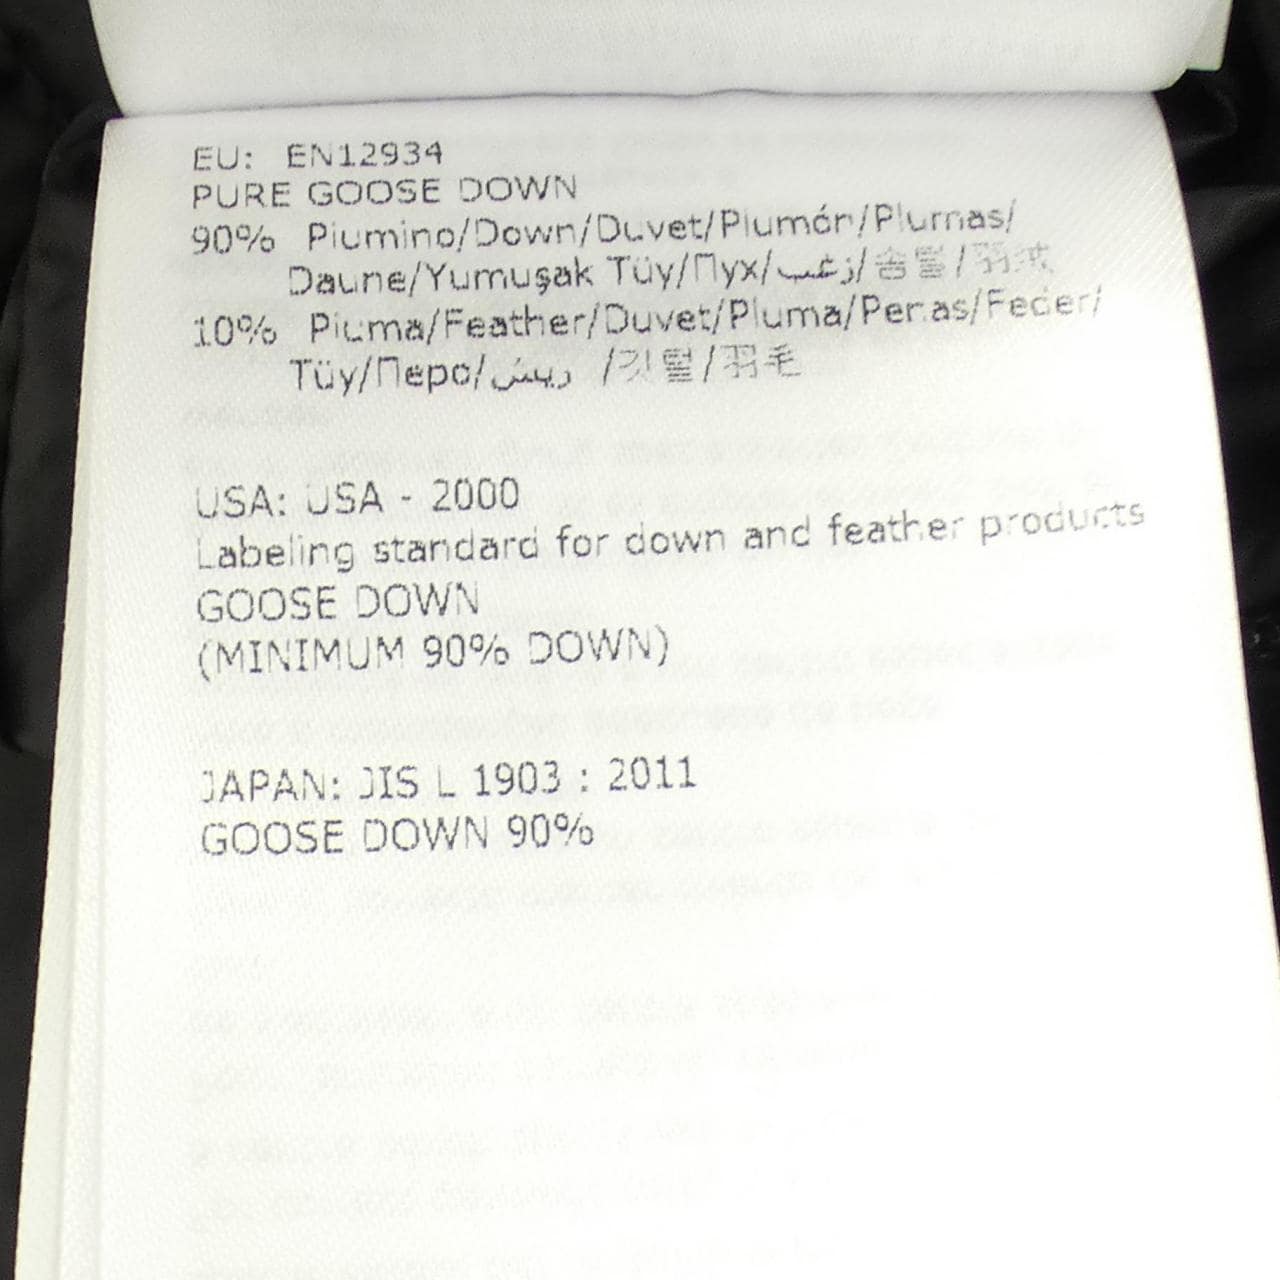 EU: EN12934
PURE GOOSE DOWN
90% Piumino/Down/Duvet/Plumón/Plumas/
Daune/Yumuşak Tüy/Пух/زغب/솜털/羽绒
10% Piuma/Feather/Duvet/Pluma/Penas/Feder/
Tüy/Перо/ريش /깃털/羽毛
USA: USA - 2000
Labeling standard for down and feather products
GOOSE DOWN
(MINIMUM 90% DOWN)
JAPAN: JIS L 1903 : 2011
GOOSE DOWN 90%